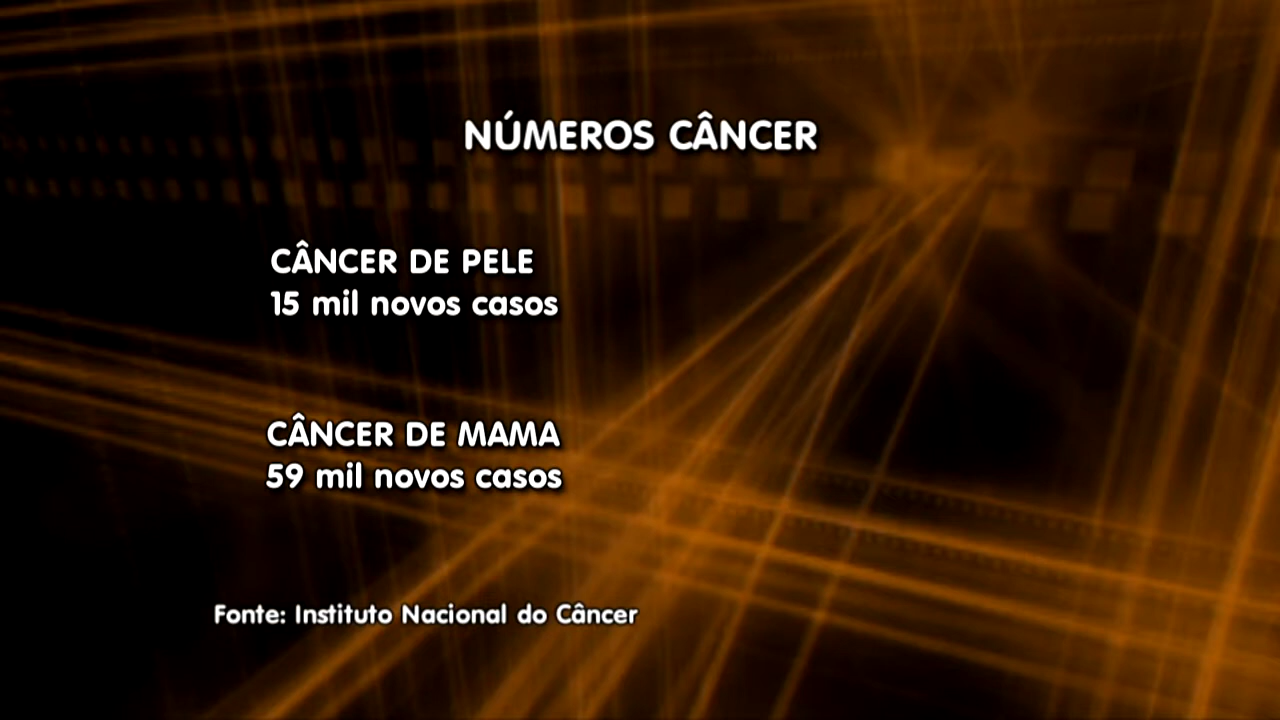 NÚMEROS CÂNCER
CÂNCER DE PELE
15 mil novos casos
CÂNCER DE MAMA
59 mil novos casos
Fonte: Instituto Nacional do Câncer